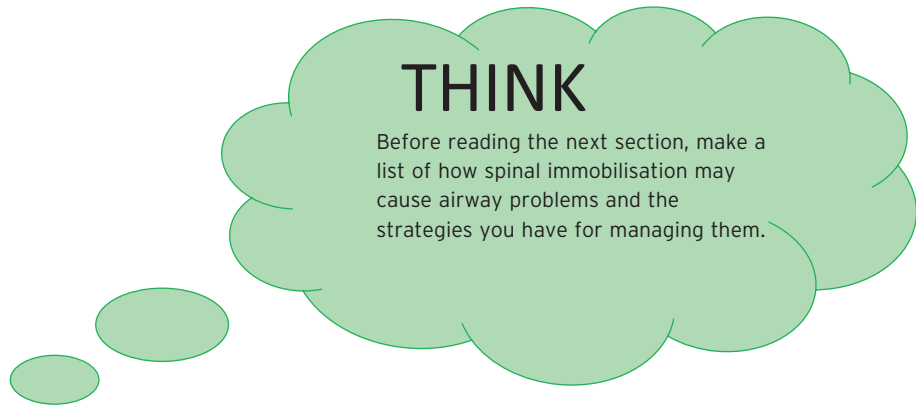 THINK
Before reading the next section, make a
list of how spinal immobilisation may
cause airway problems and the
strategies you have for managing them.